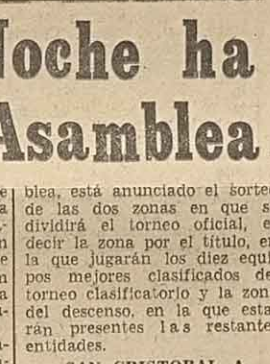 Noche ha
Asamblea
blea, está anunciado el sorteo
de las dos zonas en que se
dividirá el torneo oficial, es
decir la zona por el título, en
la que jugarán los diez equi
pos mejores clasificados del
torneo clasificatorio y la zona
del descenso, en la que esta
rán presentes las restantes
entidades.
SAN CRISTOBAL A